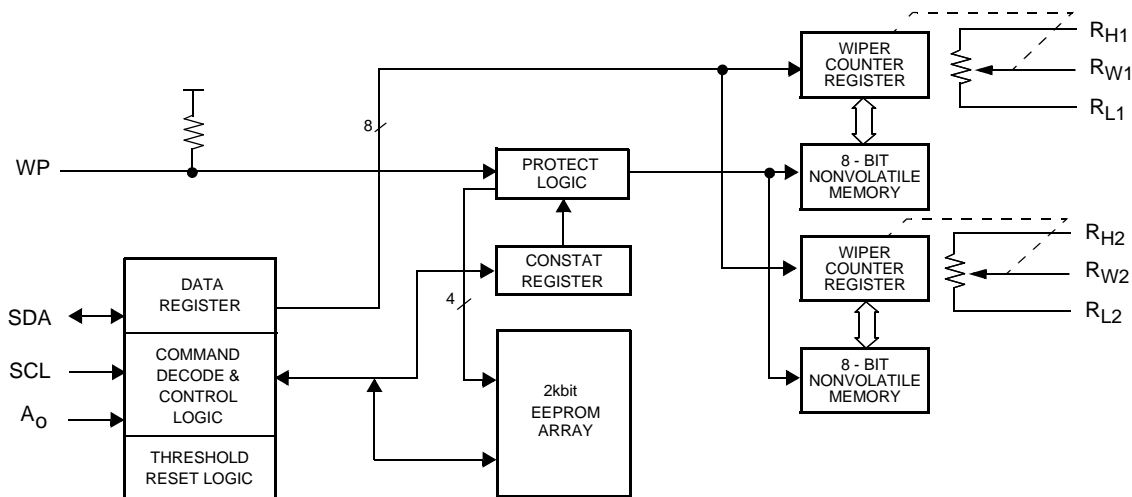 WIPER
COUNTER
REGISTER
RH1
RW1
RL1
8
WP
PROTECT
LOGIC
8 - BIT
NONVOLATILE
MEMORY
WIPER
COUNTER
REGISTER
RH2
RW2
RL2
CONSTAT
REGISTER
4
DATA
REGISTER
SDA
SCL
Ao
COMMAND
DECODE &
CONTROL
LOGIC
THRESHOLD
RESET LOGIC
2kbit
EEPROM
ARRAY
8 - BIT
NONVOLATILE
MEMORY